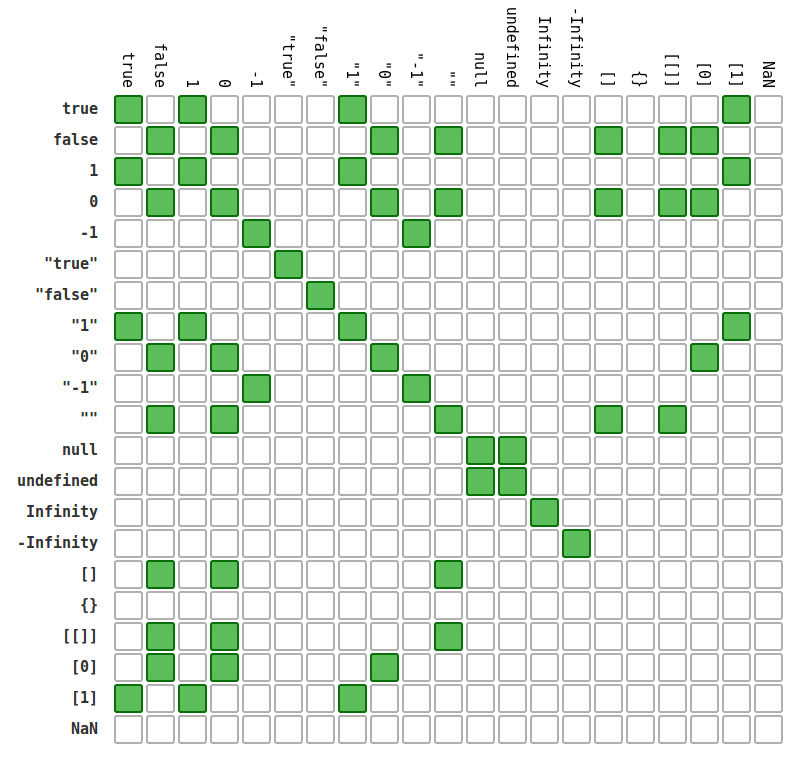 true
false
1
0
-1
"true"
"false"
"1"
"0"
"-1"
""
null
undefined
Infinity
-Infinity
[]
{}
[[]]
[0]
[1]
NaN
true
false
1
0
-1
"true"
"false"
"1"
"0"
"-1"
""
null
undefined
Infinity
-Infinity
[]
{}
[[]]
[0]
[1]
NaN